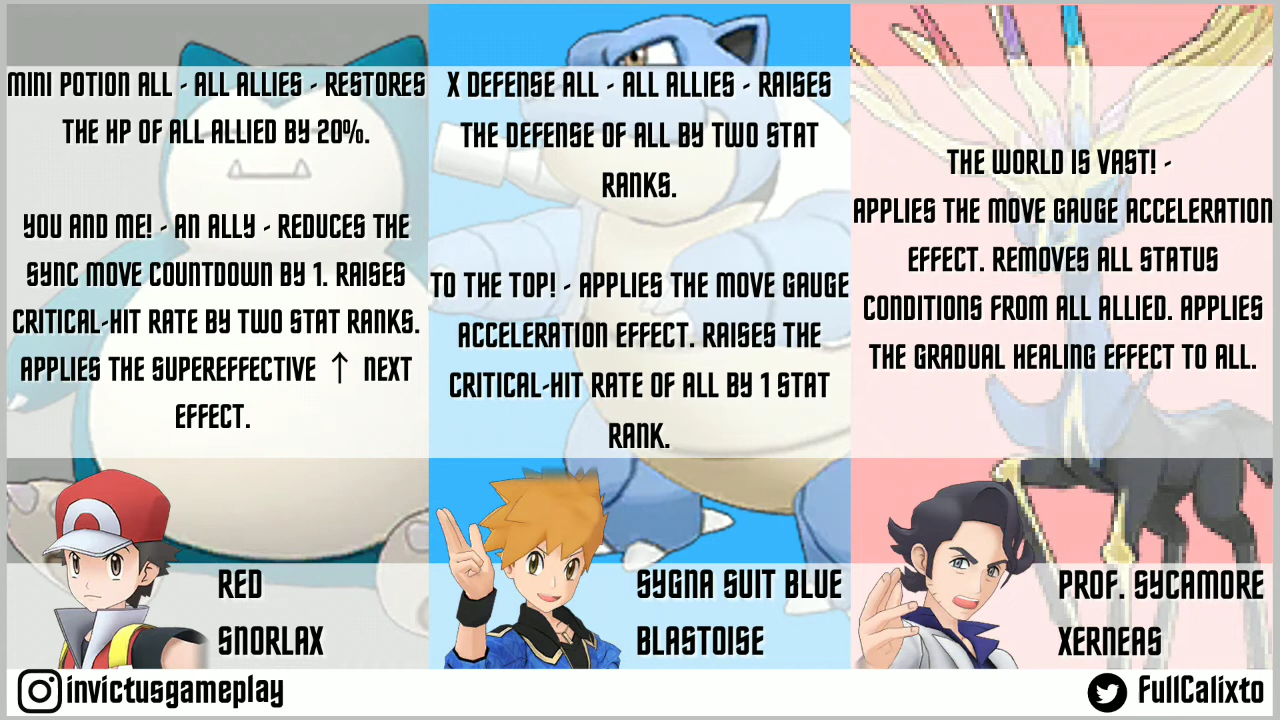 MINI POTION ALL - ALL ALLIES - RESTORES
THE HP OF ALL ALLIED BY 20%.
YOU AND ME! - AN ALLY - REDUCES THE
SYNC MOVE COUNTDOWN BY 1. RAISES
CRITICAL-HIT RATE BY TWO STAT RANKS.
APPLIES THE SUPEREFFECTIVE ↑ NEXT
EFFECT.
RED
SNORLAX
X DEFENSE ALL - ALL ALLIES - RAISES
THE DEFENSE OF ALL BY TWO STAT
RANKS.
TO THE TOP! - APPLIES THE MOVE GAUGE
ACCELERATION EFFECT. RAISES THE
CRITICAL-HIT RATE OF ALL BY 1 STAT
RANK.
SYGNA SUIT BLUE
BLASTOISE
THE WORLD IS VAST! -
APPLIES THE MOVE GAUGE ACCELERATION
EFFECT. REMOVES ALL STATUS
CONDITIONS FROM ALL ALLIED. APPLIES
THE GRADUAL HEALING EFFECT TO ALL.
PROF. SYCAMORE
XERNEAS
invictusgameplay
FullCalixto